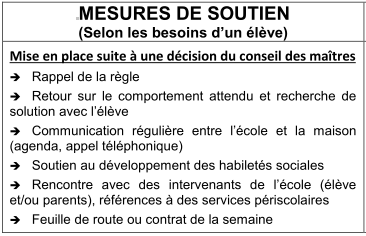 MESURES DE SOUTIEN
(Selon les besoins d'un élève)
Mise en place suite à une décision du conseil des maîtres
➔ Rappel de la règle
➔ Retour sur le comportement attendu et recherche de
solution avec l'élève
➔ Communication régulière entre l'école et la maison
(agenda, appel téléphonique)
➔ Soutien au développement des habiletés sociales
➔ Rencontre avec des intervenants de l'école (élève
et/ou parents), références à des services périscolaires
➔ Feuille de route ou contrat de la semaine